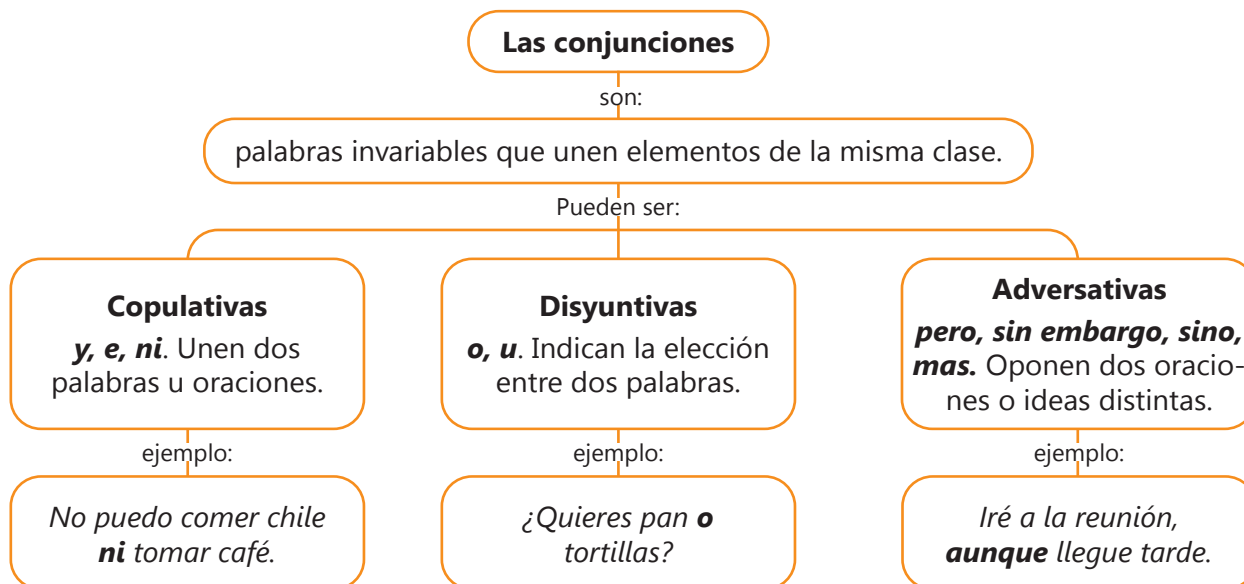 Las conjunciones
son:
palabras invariables que unen elementos de la misma clase.
Pueden ser:
Copulativas
y, e, ni. Unen dos
palabras u oraciones.
ejemplo:
No puedo comer chile
ni tomar café.
Disyuntivas
o, u. Indican la elección
entre dos palabras.
ejemplo:
¿Quieres pan o
tortillas?
Adversativas
pero, sin embargo, sino,
mas. Oponen dos oracio-
nes o ideas distintas.
ejemplo:
Iré a la reunión,
aunque llegue tarde.